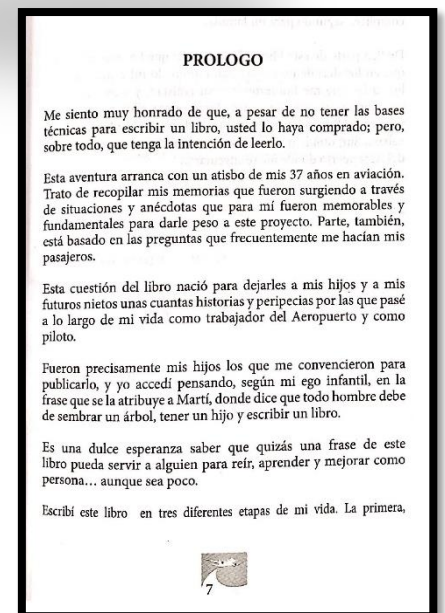 PROLOGO
Me siento muy honrado de que, a pesar de no tener las bases
técnicas para escribir un libro, usted lo haya comprado; pero,
sobre todo, que tenga la intención de leerlo.
Esta aventura arranca con un atisbo de mis 37 años en aviación.
Trato de recopilar mis memorias que fueron surgiendo a través
de situaciones y anécdotas que para mí fueron memorables y
fundamentales para darle peso a este proyecto. Parte, también,
está basado en las preguntas que frecuentemente me hacían mis
pasajeros.
Esta cuestión del libro nació para dejarles a mis hijos y a mis
futuros nietos unas cuantas historias y peripecias por las que pasé
a lo largo de mi vida como trabajador del Aeropuerto y como
piloto.
Fueron precisamente mis hijos los que me convencieron para
publicarlo, y yo accedí pensando, según mi ego infantil, en la
frase que se la atribuye a Martí, donde dice que todo hombre debe
de sembrar un árbol, tener un hijo y escribir un libro.
Es una dulce esperanza saber que quizás una frase de este
libro pueda servir a alguien para reír, aprender y mejorar como
persona… aunque sea poco.
Escribí este libro en tres diferentes etapas de mi vida. La primera,
7